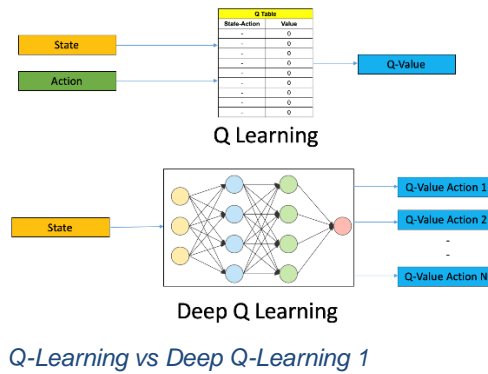 Q Table
State-Action Value
- 0
- 0
- 0
- 0
- 0
- 0
- 0
- 0
- 0
State
Action
Q-Value
Q Learning
State
Q-Value Action 1
Q-Value Action 2
-
-
Q-Value Action N
Deep Q Learning
Q-Learning vs Deep Q-Learning 1